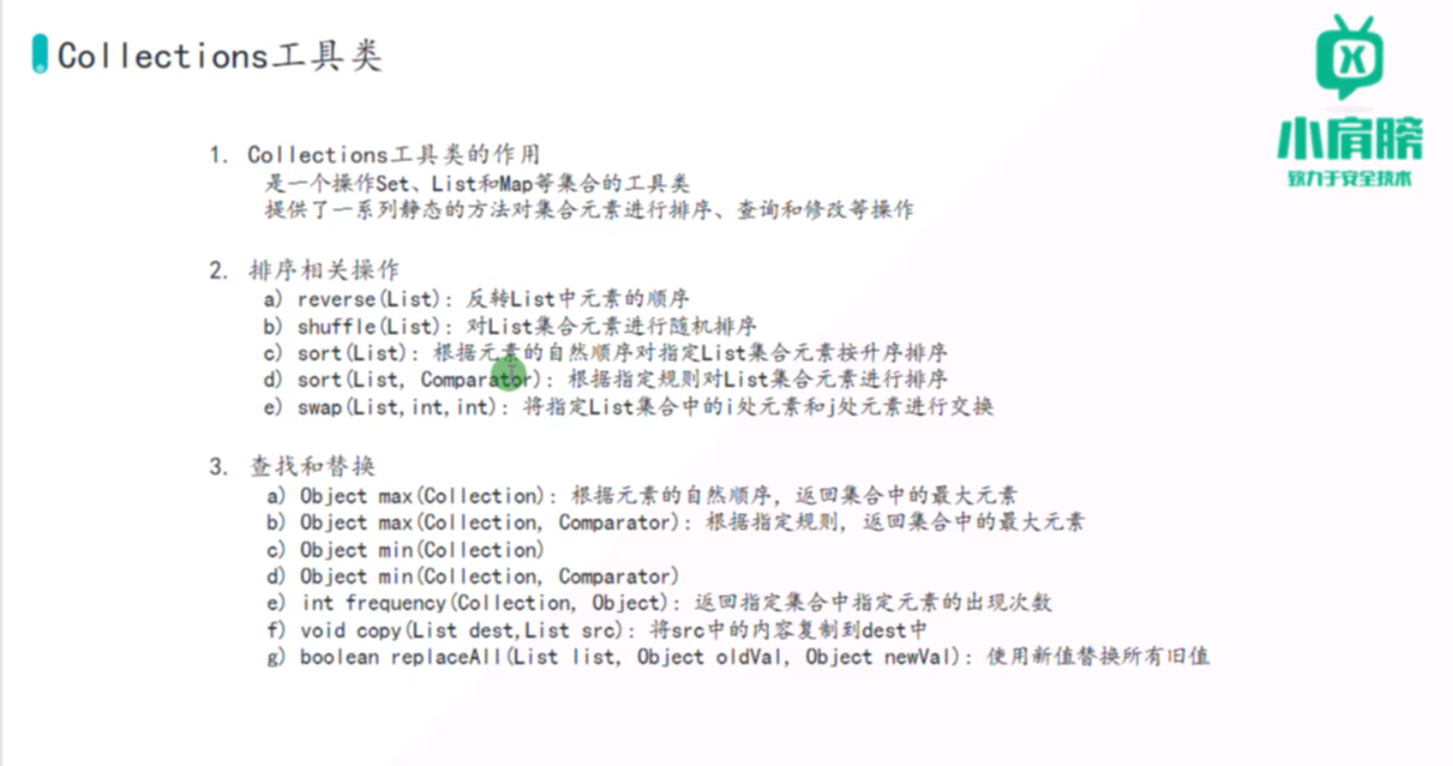 Collections工具类
小肩膀
致力于安全技术
1. Collections工具类的作用
是一个操作Set、List和Map等集合的工具类
提供了一系列静态的方法对集合元素进行排序、查询和修改等操作
2. 排序相关操作
a) reverse(List): 反转List中元素的顺序
b) shuffle(List): 对List集合元素进行随机排序
c) sort(List): 根据元素的自然顺序对指定List集合元素按升序排序
d) sort(List, Comparator): 根据指定规则对List集合元素进行排序
e) swap(List,int,int): 将指定List集合中的i处元素和j处元素进行交换
3. 查找和替换
a) Object max(Collection): 根据元素的自然顺序, 返回集合中的最大元素
b) Object max(Collection, Comparator): 根据指定规则, 返回集合中的最大元素
c) Object min(Collection)
d) Object min(Collection, Comparator)
e) int frequency(Collection, Object): 返回指定集合中指定元素的出现次数
f) void copy(List dest,List src): 将src中的内容复制到dest中
g) boolean replaceAll(List list, Object oldVal, Object newVal): 使用新值替换所有旧值